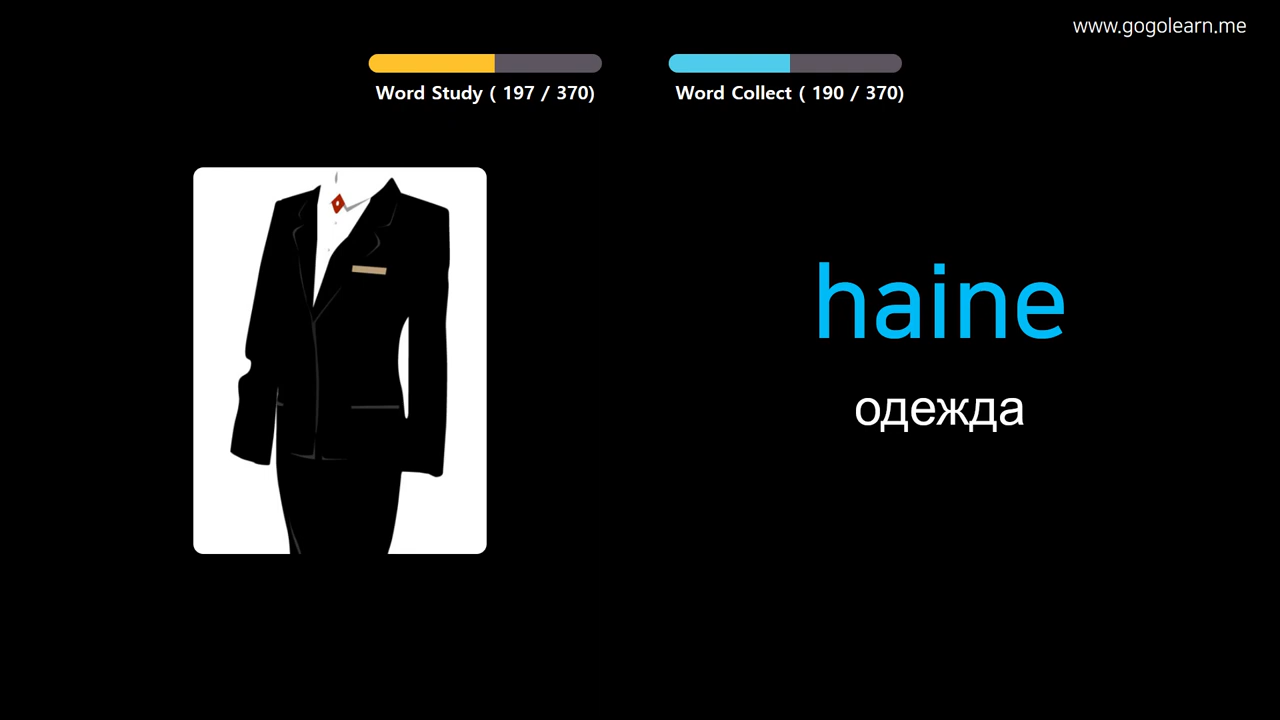 www.gogolearn.me
Word Study ( 197 / 370)
Word Collect ( 190 / 370)
haine
одежда